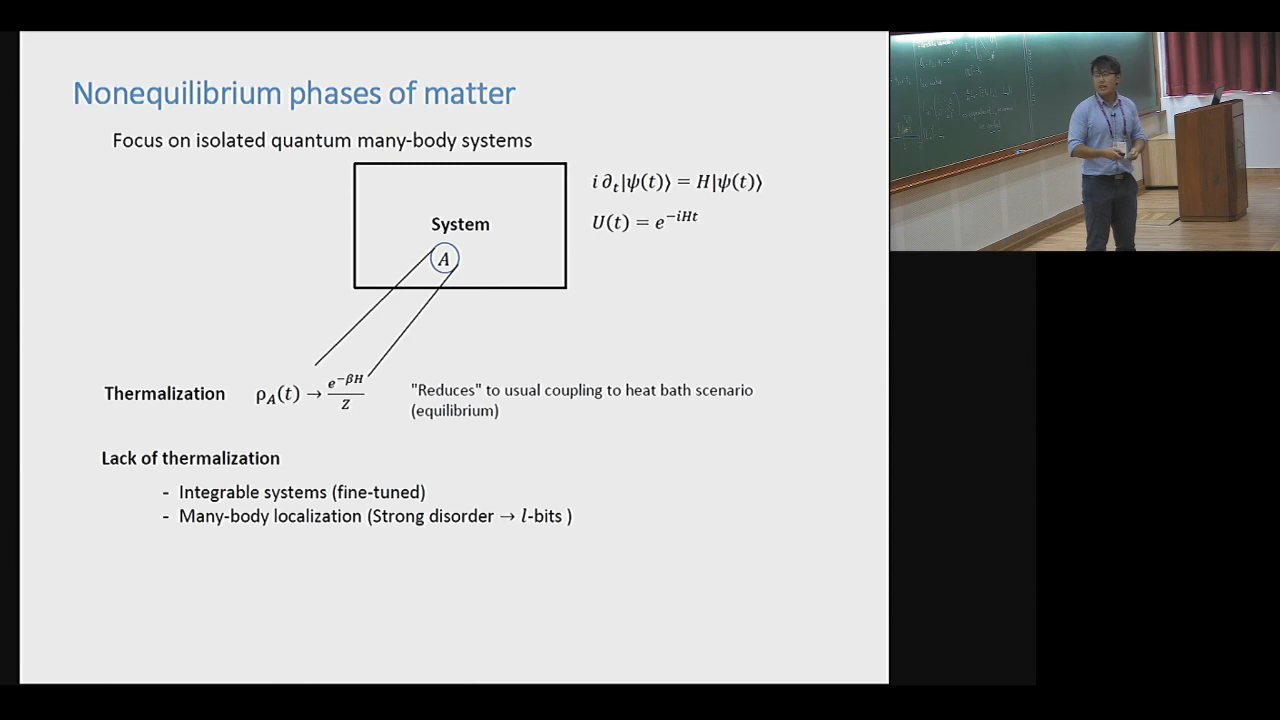 Nonequilibrium phases of matter
Focus on isolated quantum many-body systems
i ∂ₜ|ψ(t)⟩ = H|ψ(t)⟩
U(t) = e^{−iHt}
System
A
Thermalization ρ_A(t) → e^{−βH}/Z "Reduces" to usual coupling to heat bath scenario
(equilibrium)
Lack of thermalization
- Integrable systems (fine-tuned)
- Many-body localization (Strong disorder → l-bits )